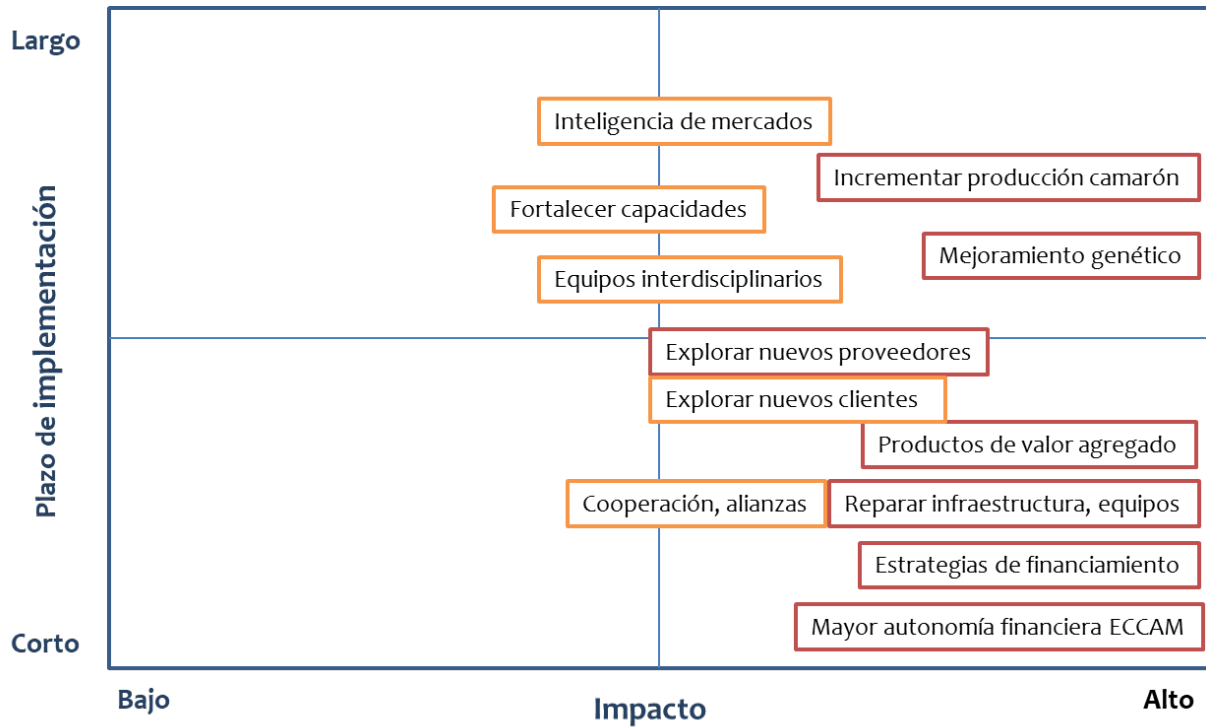 Largo
Inteligencia de mercados
Incrementar producción camarón
Fortalecer capacidades
Mejoramiento genético
Equipos interdisciplinarios
Plazo de implementación
Explorar nuevos proveedores
Explorar nuevos clientes
Productos de valor agregado
Cooperación, alianzas
Reparar infraestructura, equipos
Estrategias de financiamiento
Mayor autonomía financiera ECCAM
Corto
Bajo
Impacto
Alto